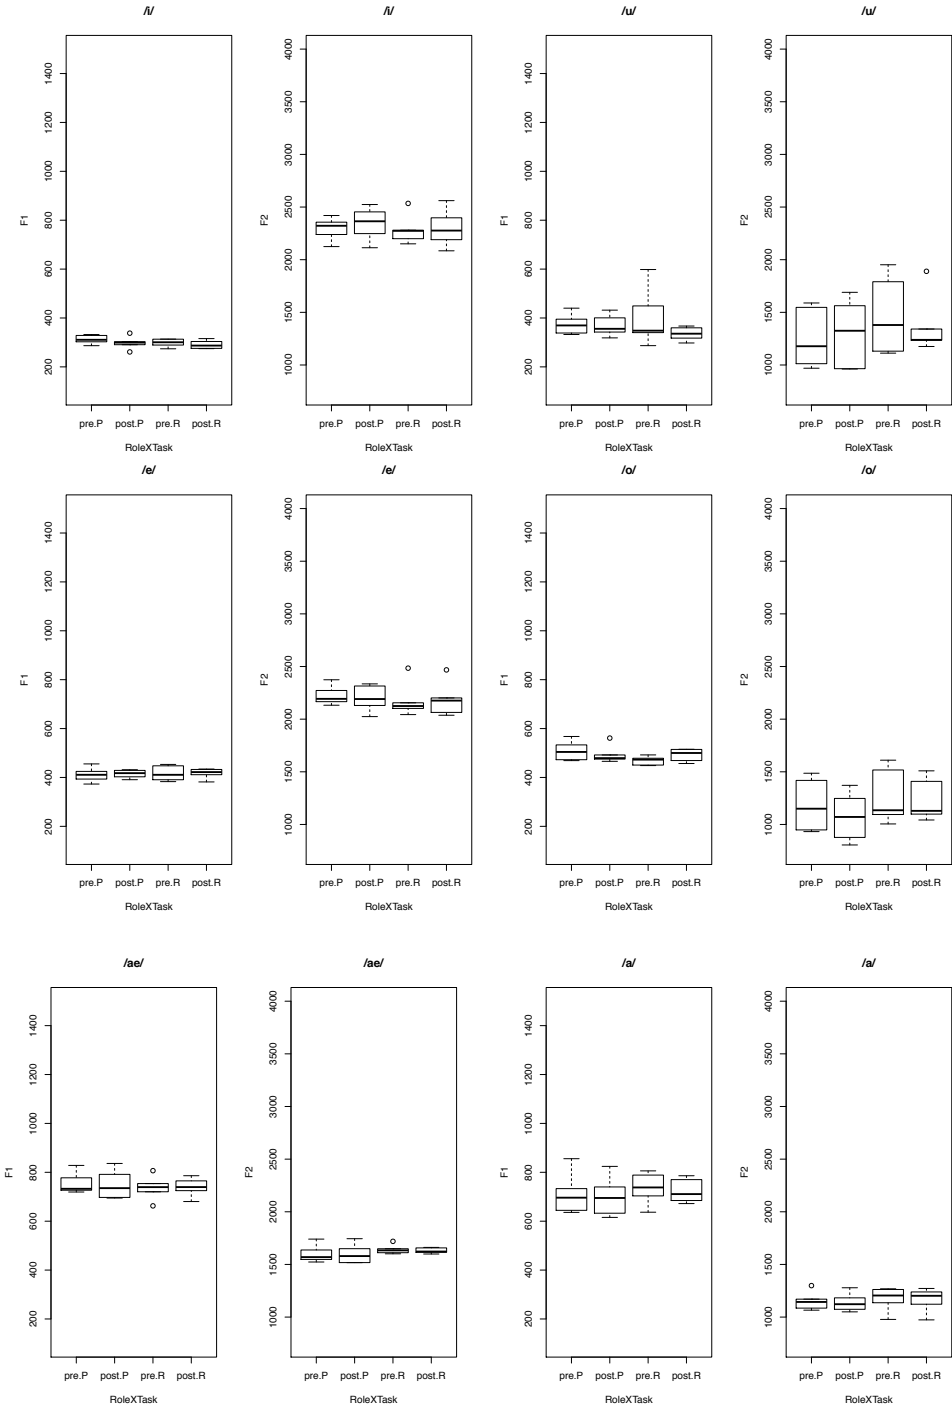 /i/ /i/ /u/ /u/
F1 200 400 600 800 1000 1200 1400
F2 1000 1500 2000 2500 3000 3500 4000
F1 200 400 600 800 1000 1200 1400
F2 1000 1500 2000 2500 3000 3500 4000
pre.P post.P pre.R post.R pre.P post.P pre.R post.R pre.P post.P pre.R post.R pre.P post.P pre.R post.R
RoleXTask RoleXTask RoleXTask RoleXTask
/e/ /e/ /o/ /o/
F1 200 400 600 800 1000 1200 1400
F2 1000 1500 2000 2500 3000 3500 4000
F1 200 400 600 800 1000 1200 1400
F2 1000 1500 2000 2500 3000 3500 4000
pre.P post.P pre.R post.R pre.P post.P pre.R post.R pre.P post.P pre.R post.R pre.P post.P pre.R post.R
RoleXTask RoleXTask RoleXTask RoleXTask
/ae/ /ae/ /a/ /a/
F1 200 400 600 800 1000 1200 1400
F2 1000 1500 2000 2500 3000 3500 4000
F1 200 400 600 800 1000 1200 1400
F2 1000 1500 2000 2500 3000 3500 4000
pre.P post.P pre.R post.R pre.P post.P pre.R post.R pre.P post.P pre.R post.R pre.P post.P pre.R post.R
RoleXTask RoleXTask RoleXTask RoleXTask